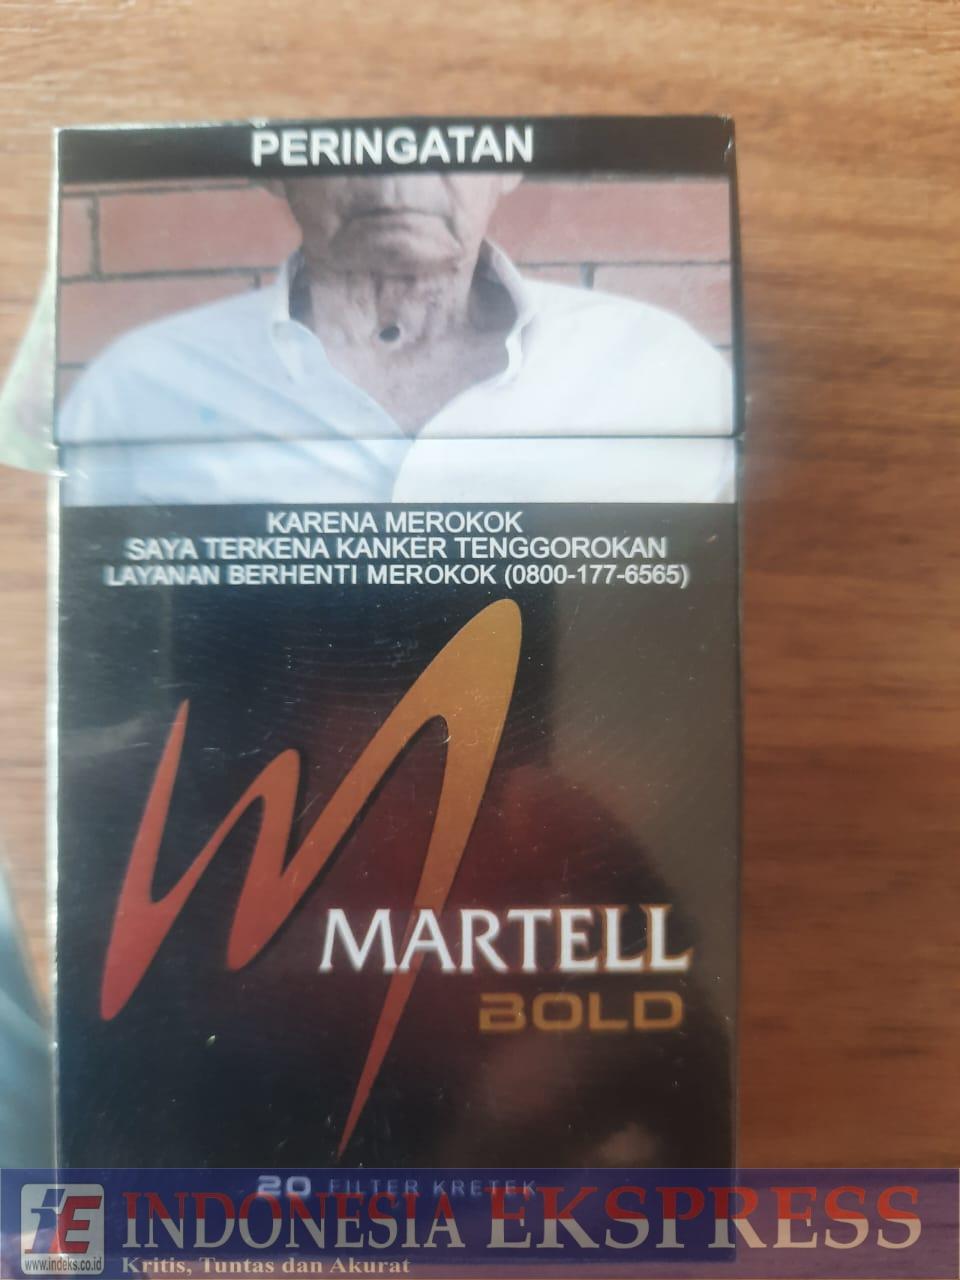 PERINGATAN
KARENA MEROKOK
SAYA TERKENA KANKER TENGGOROKAN
LAYANAN BERHENTI MEROKOK (0800-177-6565)
MARTELL
BOLD
20 FILTER KRETEK
iE INDONESIA EKSPRESS
www.indeks.co.id Kritis, Tuntas dan Akurat